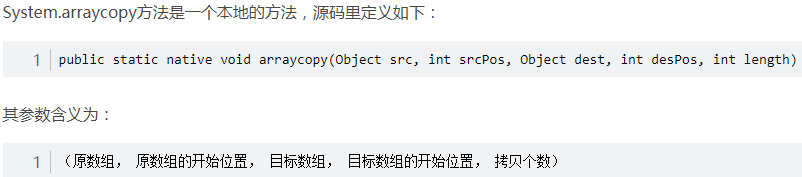 System.arraycopy方法是一个本地的方法，源码里定义如下：
1 public static native void arraycopy(Object src, int srcPos, Object dest, int desPos, int length)
其参数含义为：
1 （原数组， 原数组的开始位置， 目标数组， 目标数组的开始位置， 拷贝个数）